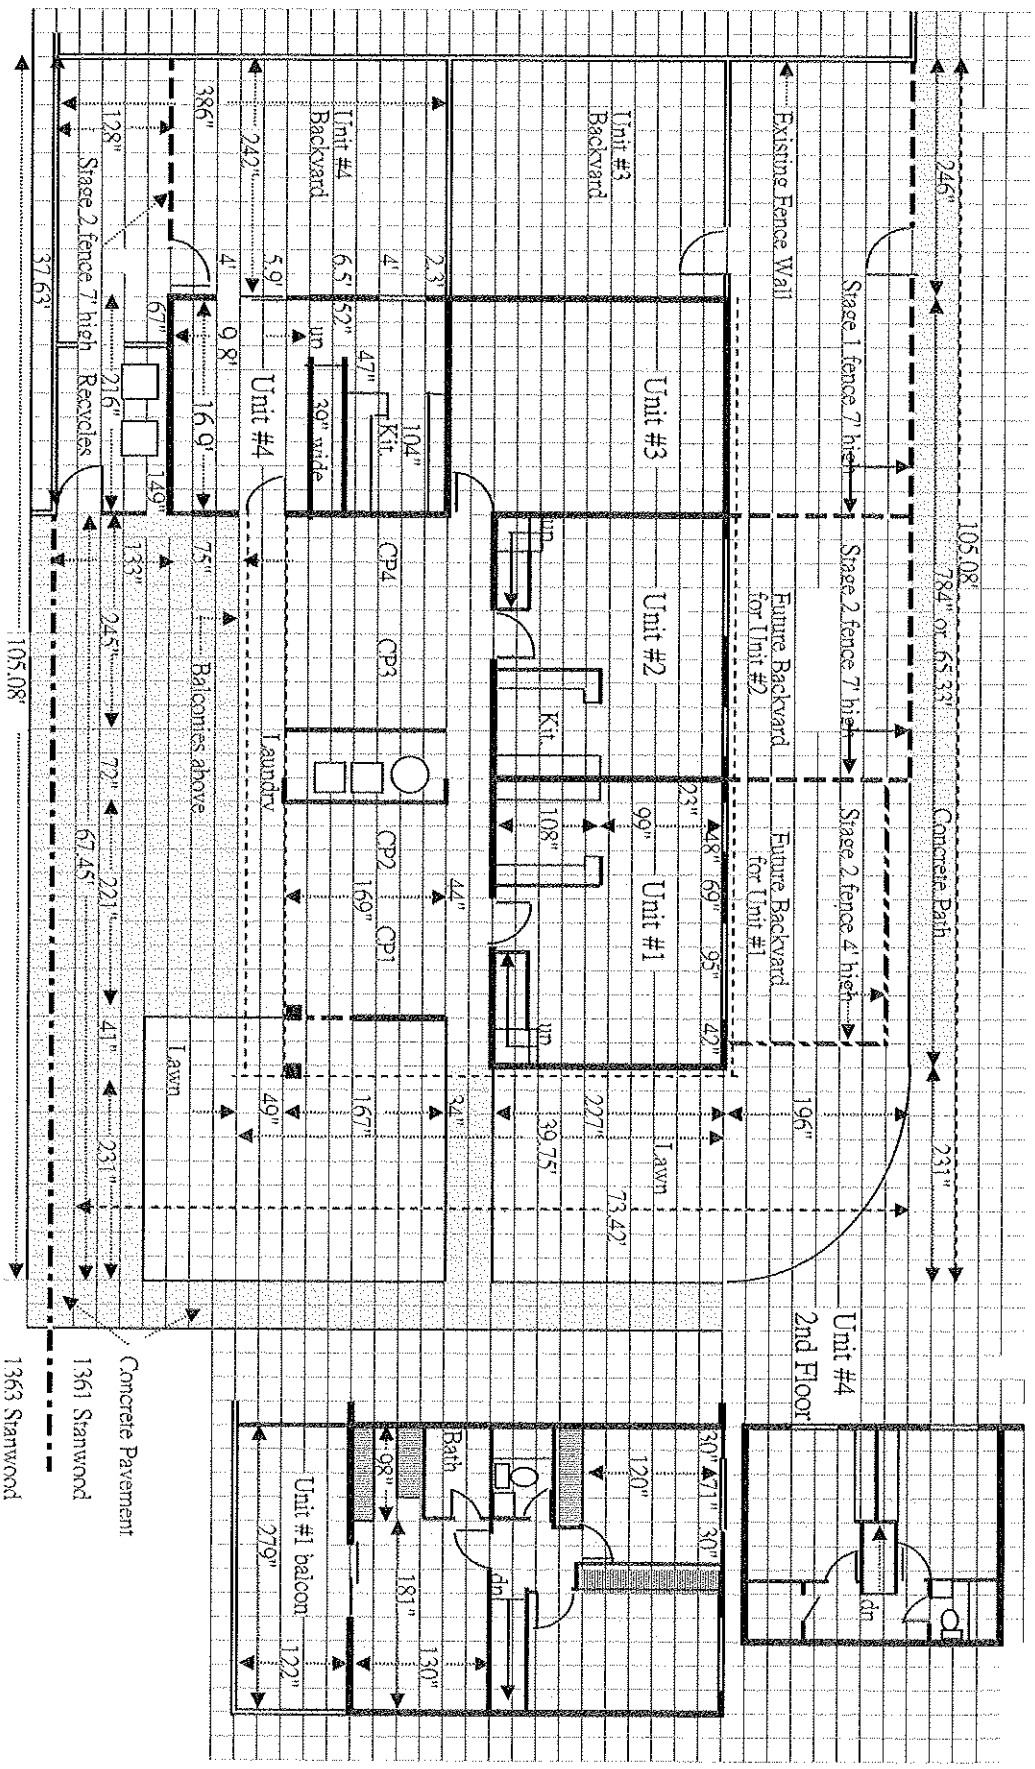 105.08'
246"
784" or 65.33'
Concrete Path
231"
Existing Fence Wall
Stage 1 fence 7' high
Stage 2 fence 7' high
Stage 2 fence 4' high
Future Backyard
for Unit #2
Future Backyard
for Unit #1
196"
Unit #3
Backyard
Unit #3
Unit #2
Unit #1
23"
48"
69"
95"
42"
99"
108"
Kit.
up
up
227"
39.75'
Lawn
73.42'
Unit #4
Backyard
386"
242"
128"
2.3'
4'
6.5'
5.9'
4'
52"
47"
104"
Kit.
39" wide
up
Unit #4
9.8'
16.9'
67"
216"
149"
CP4
CP3
CP2
CP1
44"
169"
34"
167"
49"
Laundry
75"
Balconies above
133"
245"
72"
221"
41"
231"
67.45'
Lawn
Stage 2 fence 7' high
Recycles
37.63'
105.08'
Concrete Pavement
1361 Stanwood
1363 Stanwood
Unit #4
2nd Floor
dn
30"
71"
30"
120"
Bath
98"
181"
dn
130"
Unit #1 balcon
279"
122"